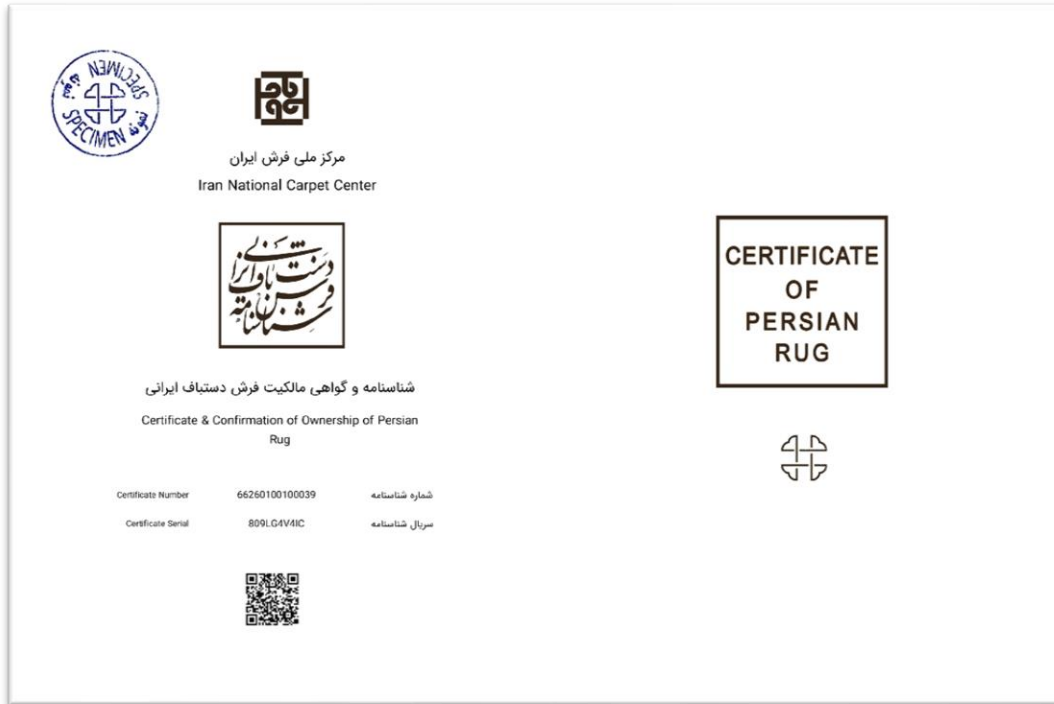 SPECIMEN نمونه SPECIMEN نمونه
مرکز ملی فرش ایران
Iran National Carpet Center
شناسنامه
فرش
دستباف ایرانی
شناسنامه و گواهی مالکیت فرش دستباف ایرانی
Certificate & Confirmation of Ownership of Persian
Rug
Certificate Number 66260100100039 شماره شناسنامه
Certificate Serial 809LG4V4IC سریال شناسنامه
CERTIFICATE
OF
PERSIAN
RUG